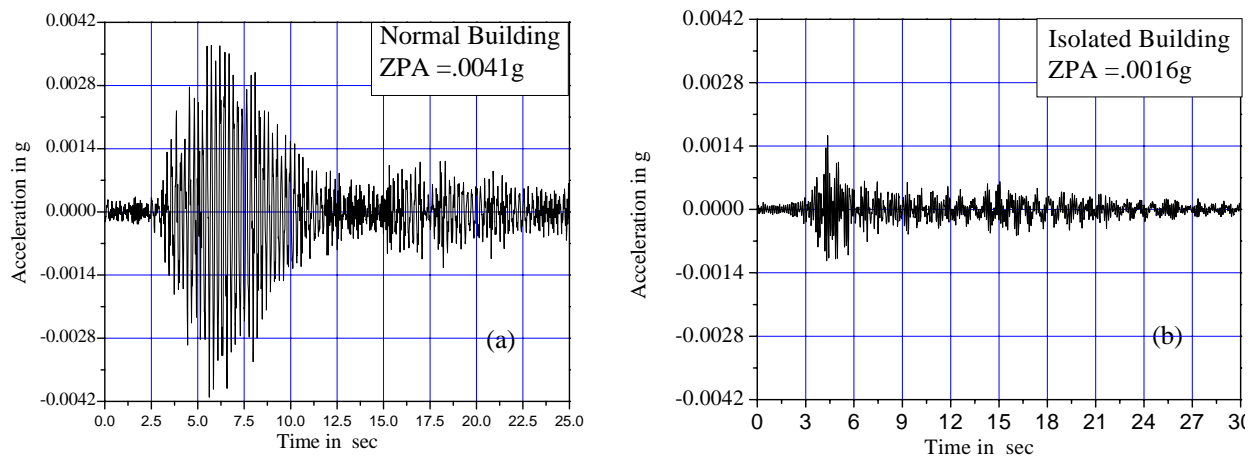 Normal Building
ZPA =.0041g
0.0042
0.0028
0.0014
0.0000
-0.0014
-0.0028
-0.0042
Acceleration in g
(a)
0.0 2.5 5.0 7.5 10.0 12.5 15.0 17.5 20.0 22.5 25.0
Time in sec
Isolated Building
ZPA =.0016g
0.0042
0.0028
0.0014
0.0000
-0.0014
-0.0028
-0.0042
Acceleration in g
(b)
0 3 6 9 12 15 18 21 24 27 30
Time in sec